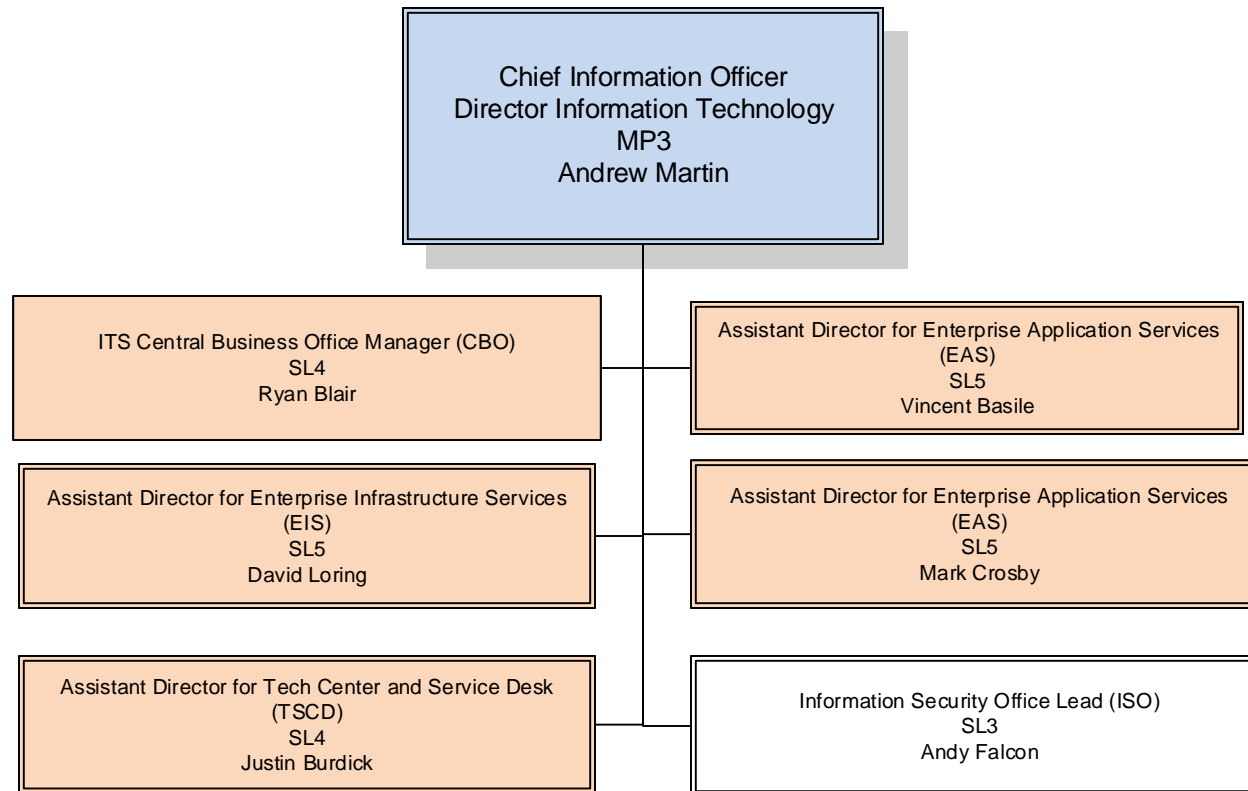 Chief Information Officer
Director Information Technology
MP3
Andrew Martin
ITS Central Business Office Manager (CBO)
SL4
Ryan Blair
Assistant Director for Enterprise Application Services
(EAS)
SL5
Vincent Basile
Assistant Director for Enterprise Infrastructure Services
(EIS)
SL5
David Loring
Assistant Director for Enterprise Application Services
(EAS)
SL5
Mark Crosby
Assistant Director for Tech Center and Service Desk
(TSCD)
SL4
Justin Burdick
Information Security Office Lead (ISO)
SL3
Andy Falcon